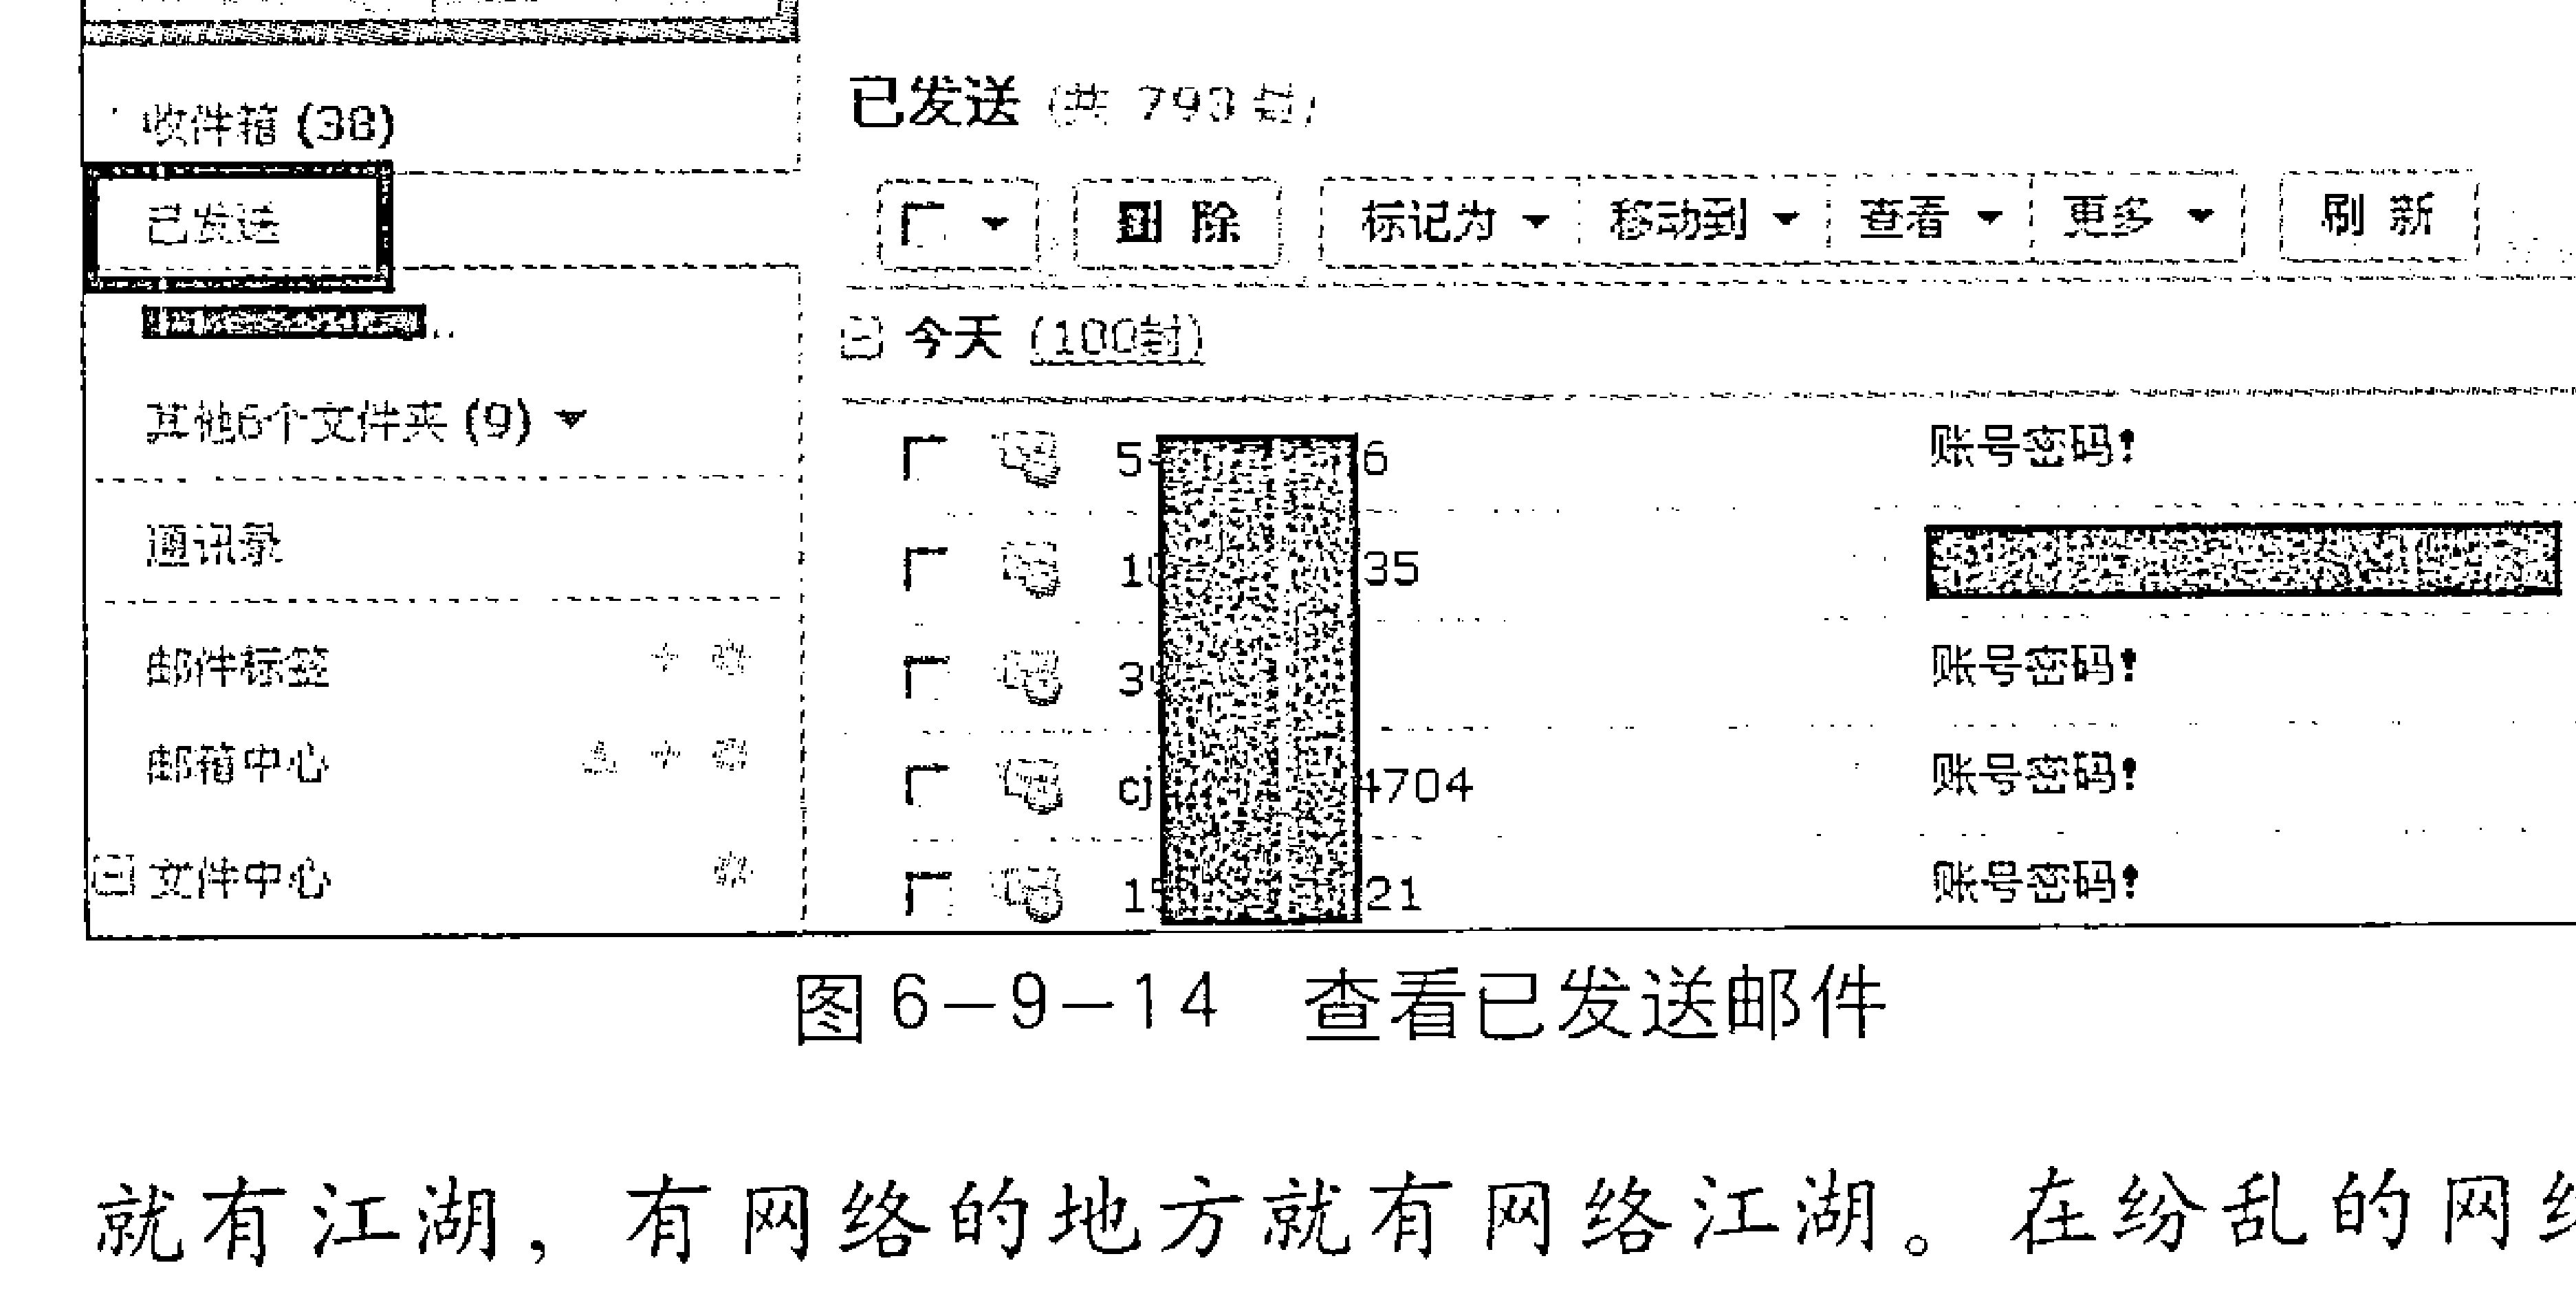 收件箱 (38)
已发送
其他6个文件夹 (9)
通讯录
邮件标签
邮箱中心
文件中心
已发送 (共 793 封)
删 除 标记为 移动到 查看 更多 刷 新
今天 (100封)
6 账号密码!
35
账号密码!
cj 4704 账号密码!
21 账号密码!
图 6-9-14 查看已发送邮件
就有江湖，有网络的地方就有网络江湖。在纷乱的网